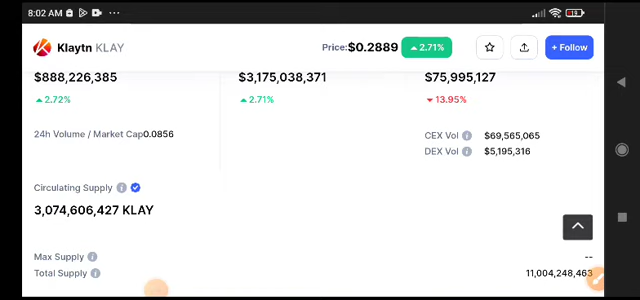 8:02 AM
19
Klaytn KLAY
Price:$0.2889
2.71%
+ Follow
$888,226,385
$3,175,038,371
$75,995,127
2.72%
2.71%
13.95%
24h Volume / Market Cap0.0856
CEX Vol $69,565,065
DEX Vol $5,195,316
Circulating Supply
3,074,606,427 KLAY
Max Supply --
Total Supply 11,004,248,463